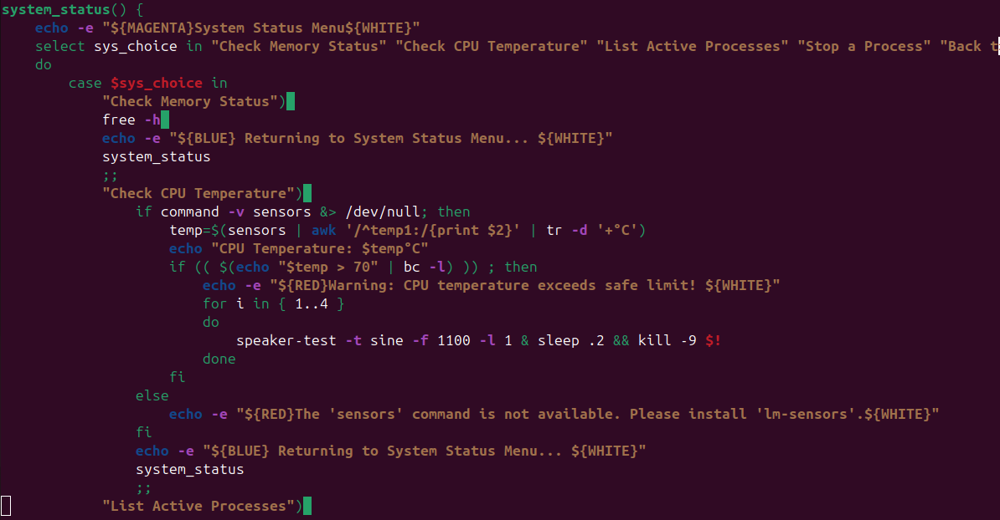 system_status() {
    echo -e "${MAGENTA}System Status Menu${WHITE}"
    select sys_choice in "Check Memory Status" "Check CPU Temperature" "List Active Processes" "Stop a Process" "Back
    do
        case $sys_choice in
            "Check Memory Status")
            free -h
            echo -e "${BLUE} Returning to System Status Menu... ${WHITE}"
            system_status
            ;;
            "Check CPU Temperature")
                if command -v sensors &> /dev/null; then
                    temp=$(sensors | awk '/^temp1:/{print $2}' | tr -d '+°C')
                    echo "CPU Temperature: $temp°C"
                    if (( $(echo "$temp > 70" | bc -l) )) ; then
                        echo -e "${RED}Warning: CPU temperature exceeds safe limit! ${WHITE}"
                        for i in { 1..4 }
                        do
                            speaker-test -t sine -f 1100 -l 1 & sleep .2 && kill -9 $!
                        done
                    fi
                else
                    echo -e "${RED}The 'sensors' command is not available. Please install 'lm-sensors'.${WHITE}"
                fi
                echo -e "${BLUE} Returning to System Status Menu... ${WHITE}"
                system_status
                ;;
            "List Active Processes")